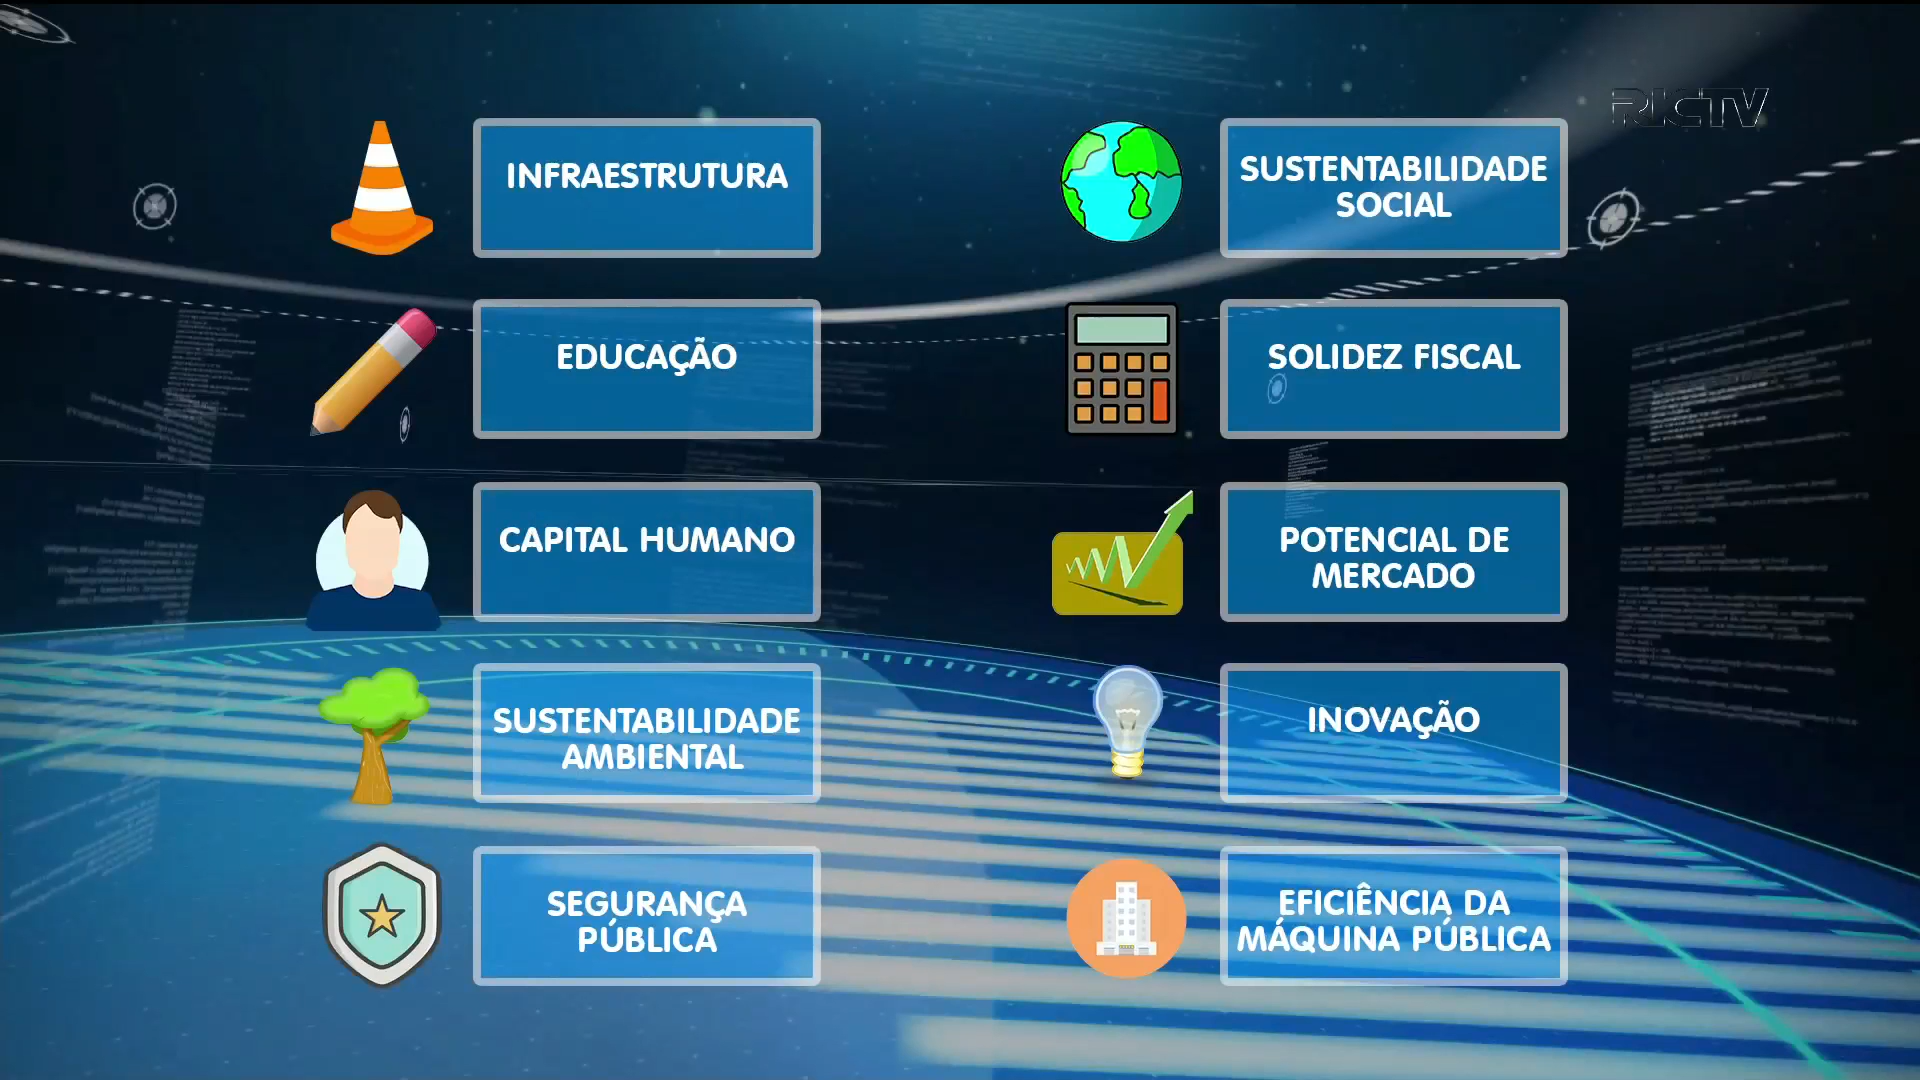 RICTV
INFRAESTRUTURA
SUSTENTABILIDADE
SOCIAL
EDUCAÇÃO
SOLIDEZ FISCAL
CAPITAL HUMANO
POTENCIAL DE
MERCADO
SUSTENTABILIDADE
AMBIENTAL
INOVAÇÃO
SEGURANÇA
PÚBLICA
EFICIÊNCIA DA
MÁQUINA PÚBLICA